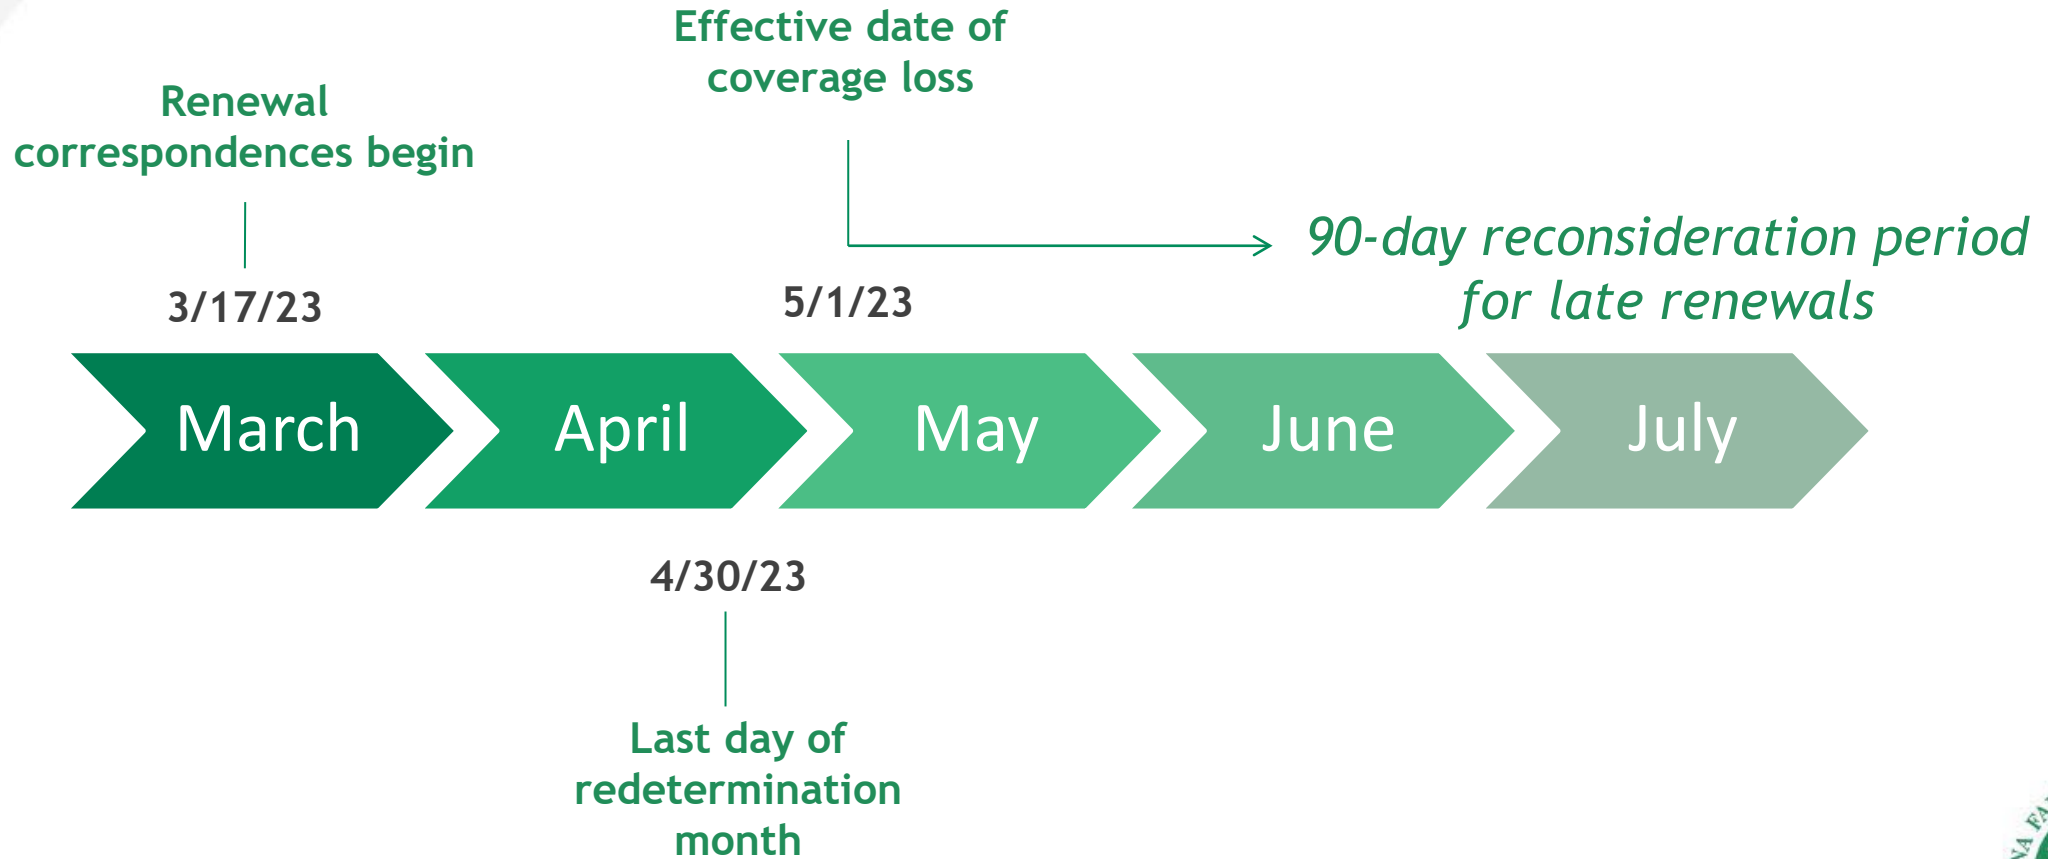 Effective date of
coverage loss
Renewal
correspondences begin
90-day reconsideration period
for late renewals
3/17/23
5/1/23
March
April
May
June
July
4/30/23
Last day of
redetermination
month